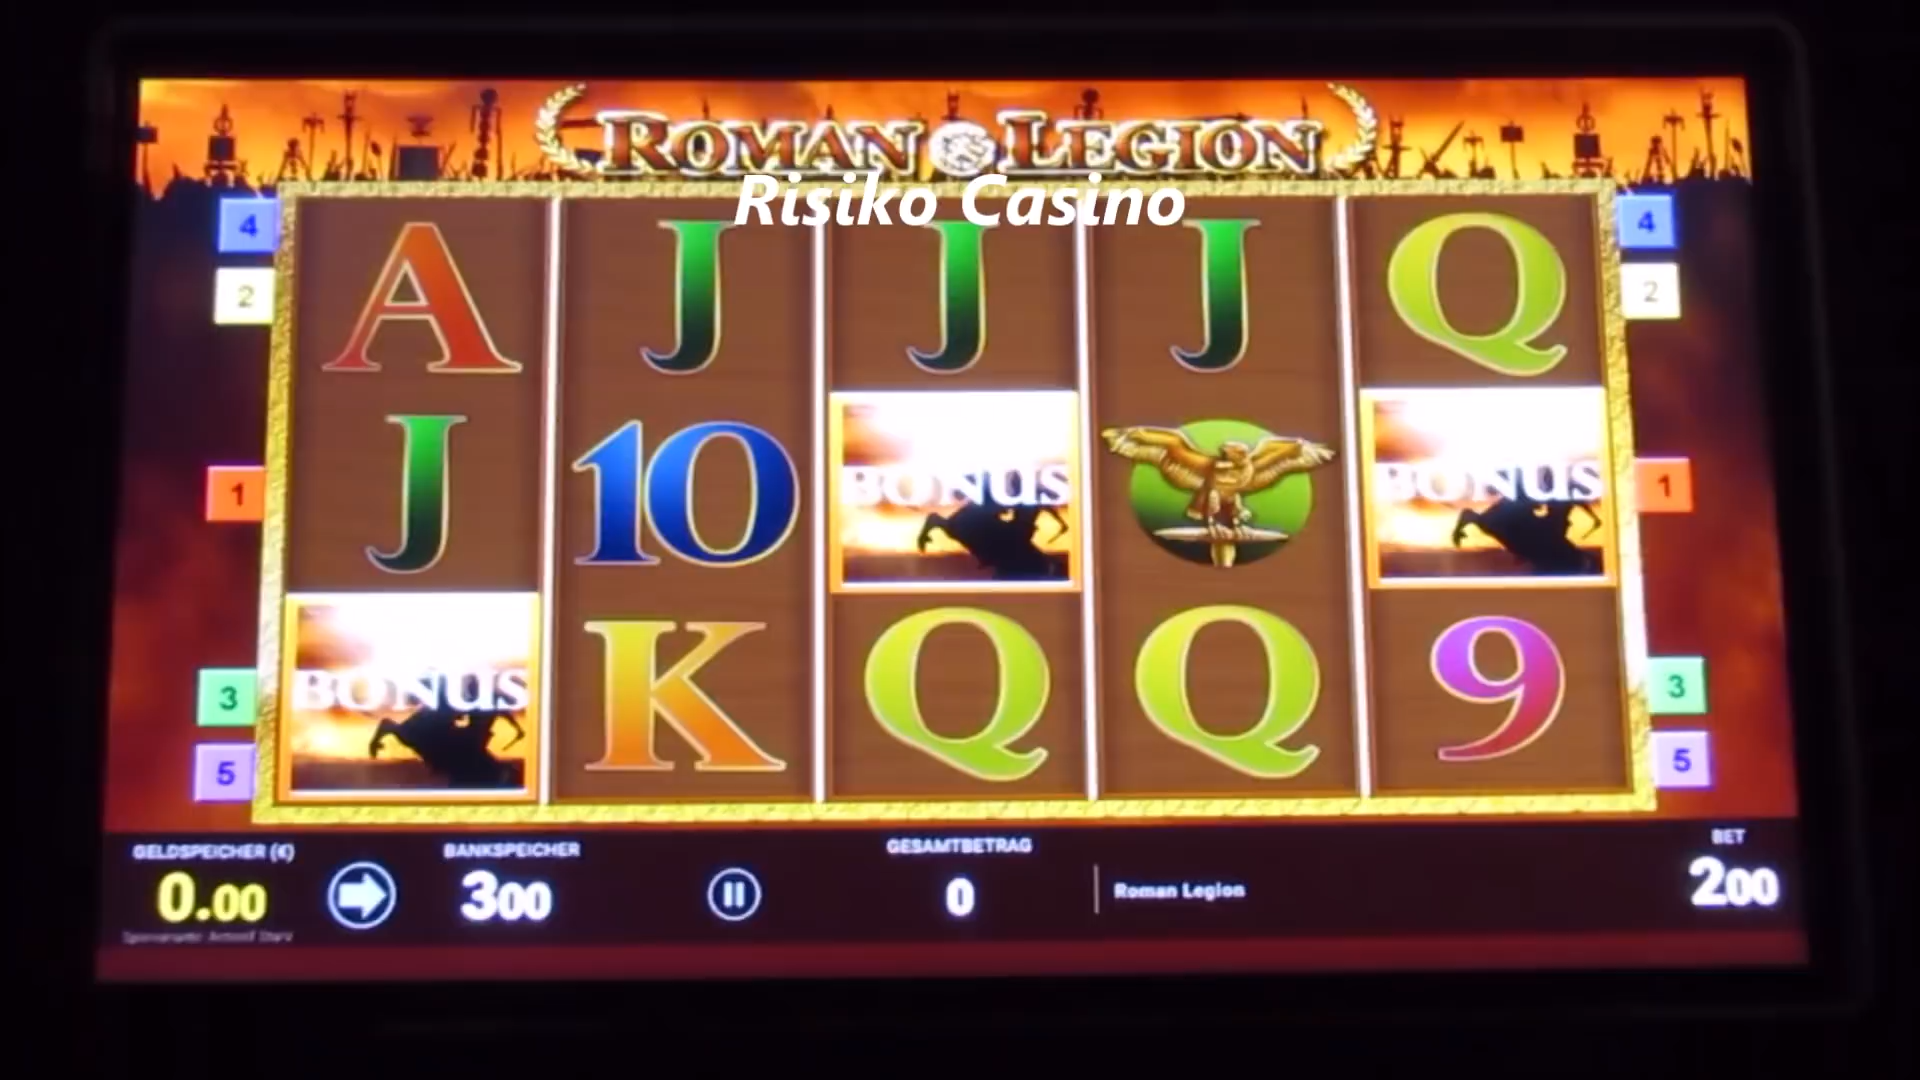 ROMAN LEGION
Risiko Casino
4 A J J J Q 4
2 2
1 J 10 BONUS BONUS 1
3 BONUS K Q Q 9 3
5 5
GELDSPEICHER (€) BANKSPEICHER GESAMTBETRAG BET
0.00 300 0 Roman Legion 200